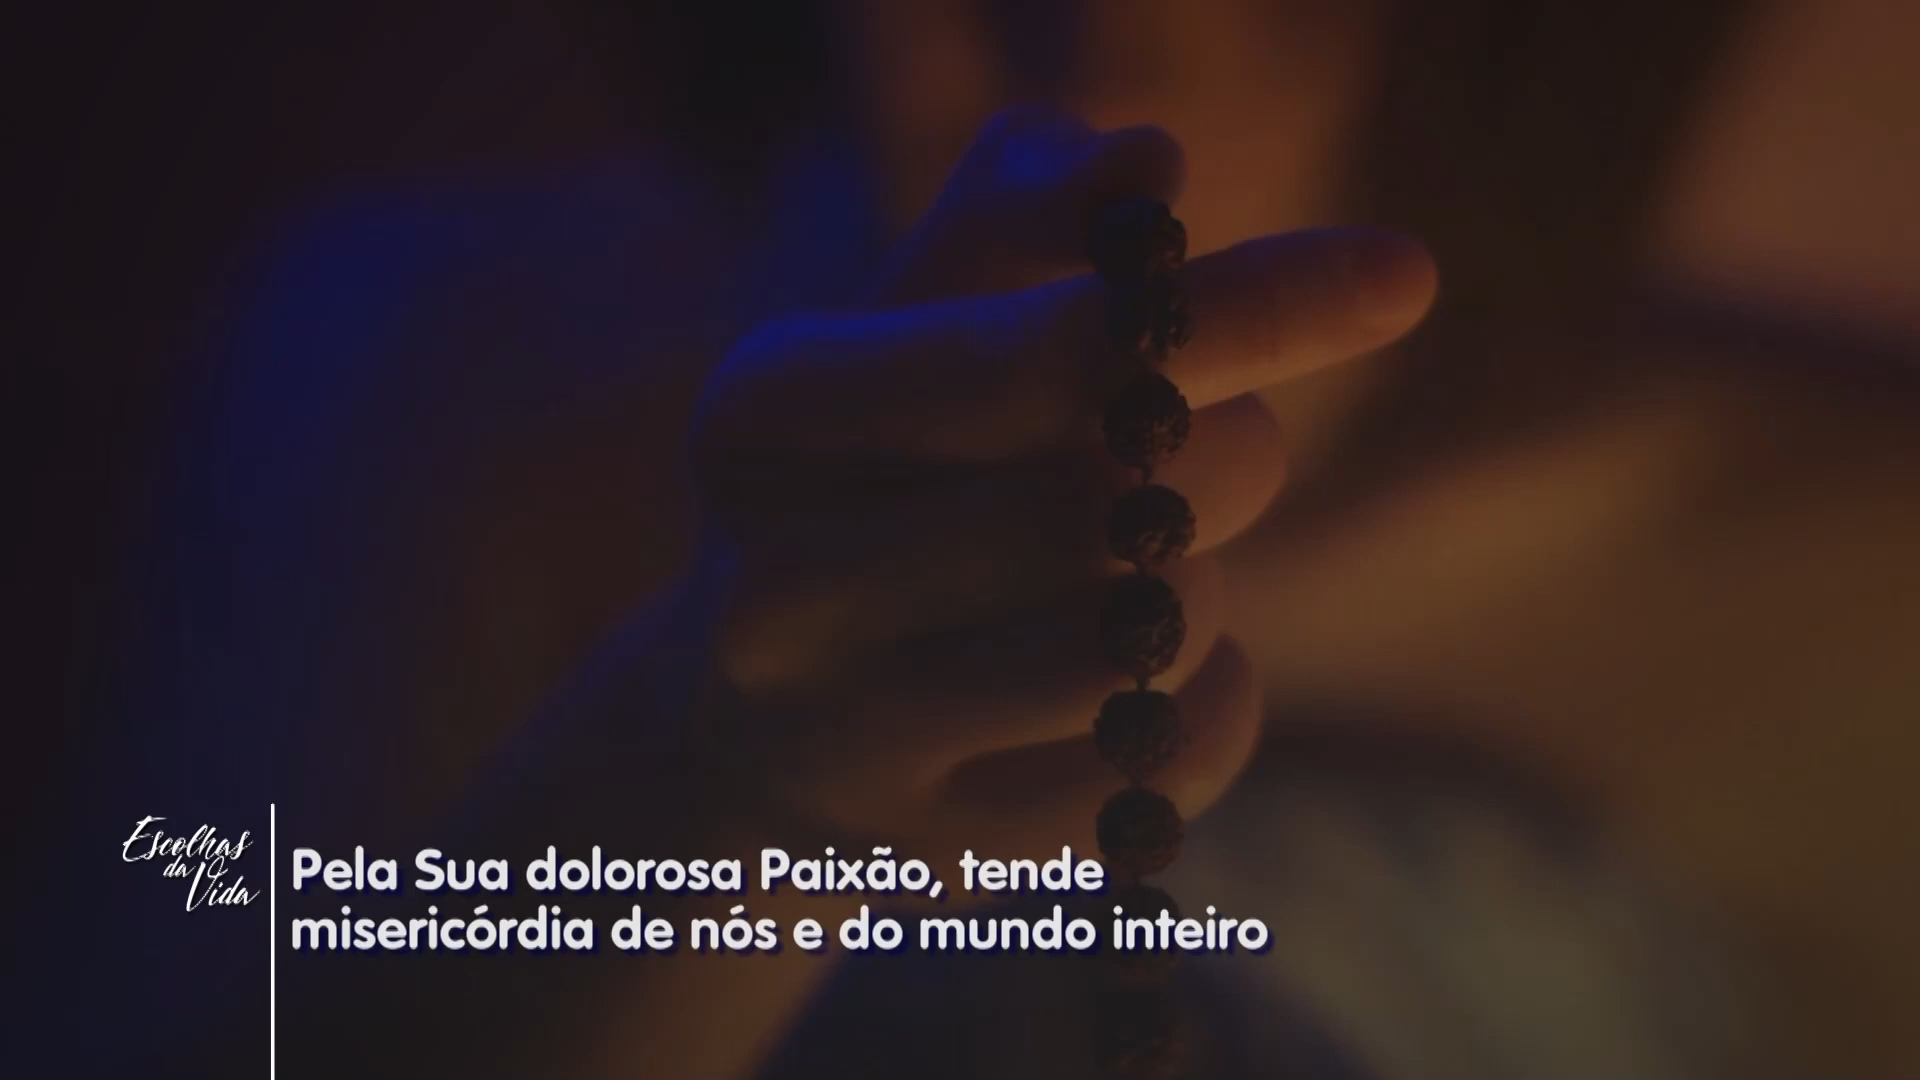 Escolhas
da
Vida
Pela Sua dolorosa Paixão, tende
misericórdia de nós e do mundo inteiro